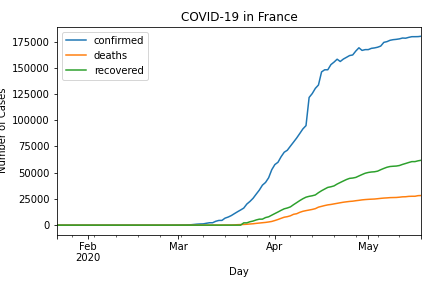 COVID-19 in France
confirmed
deaths
recovered
175000
150000
125000
100000
75000
50000
25000
0
Number of Cases
Feb
2020
Mar
Apr
May
Day